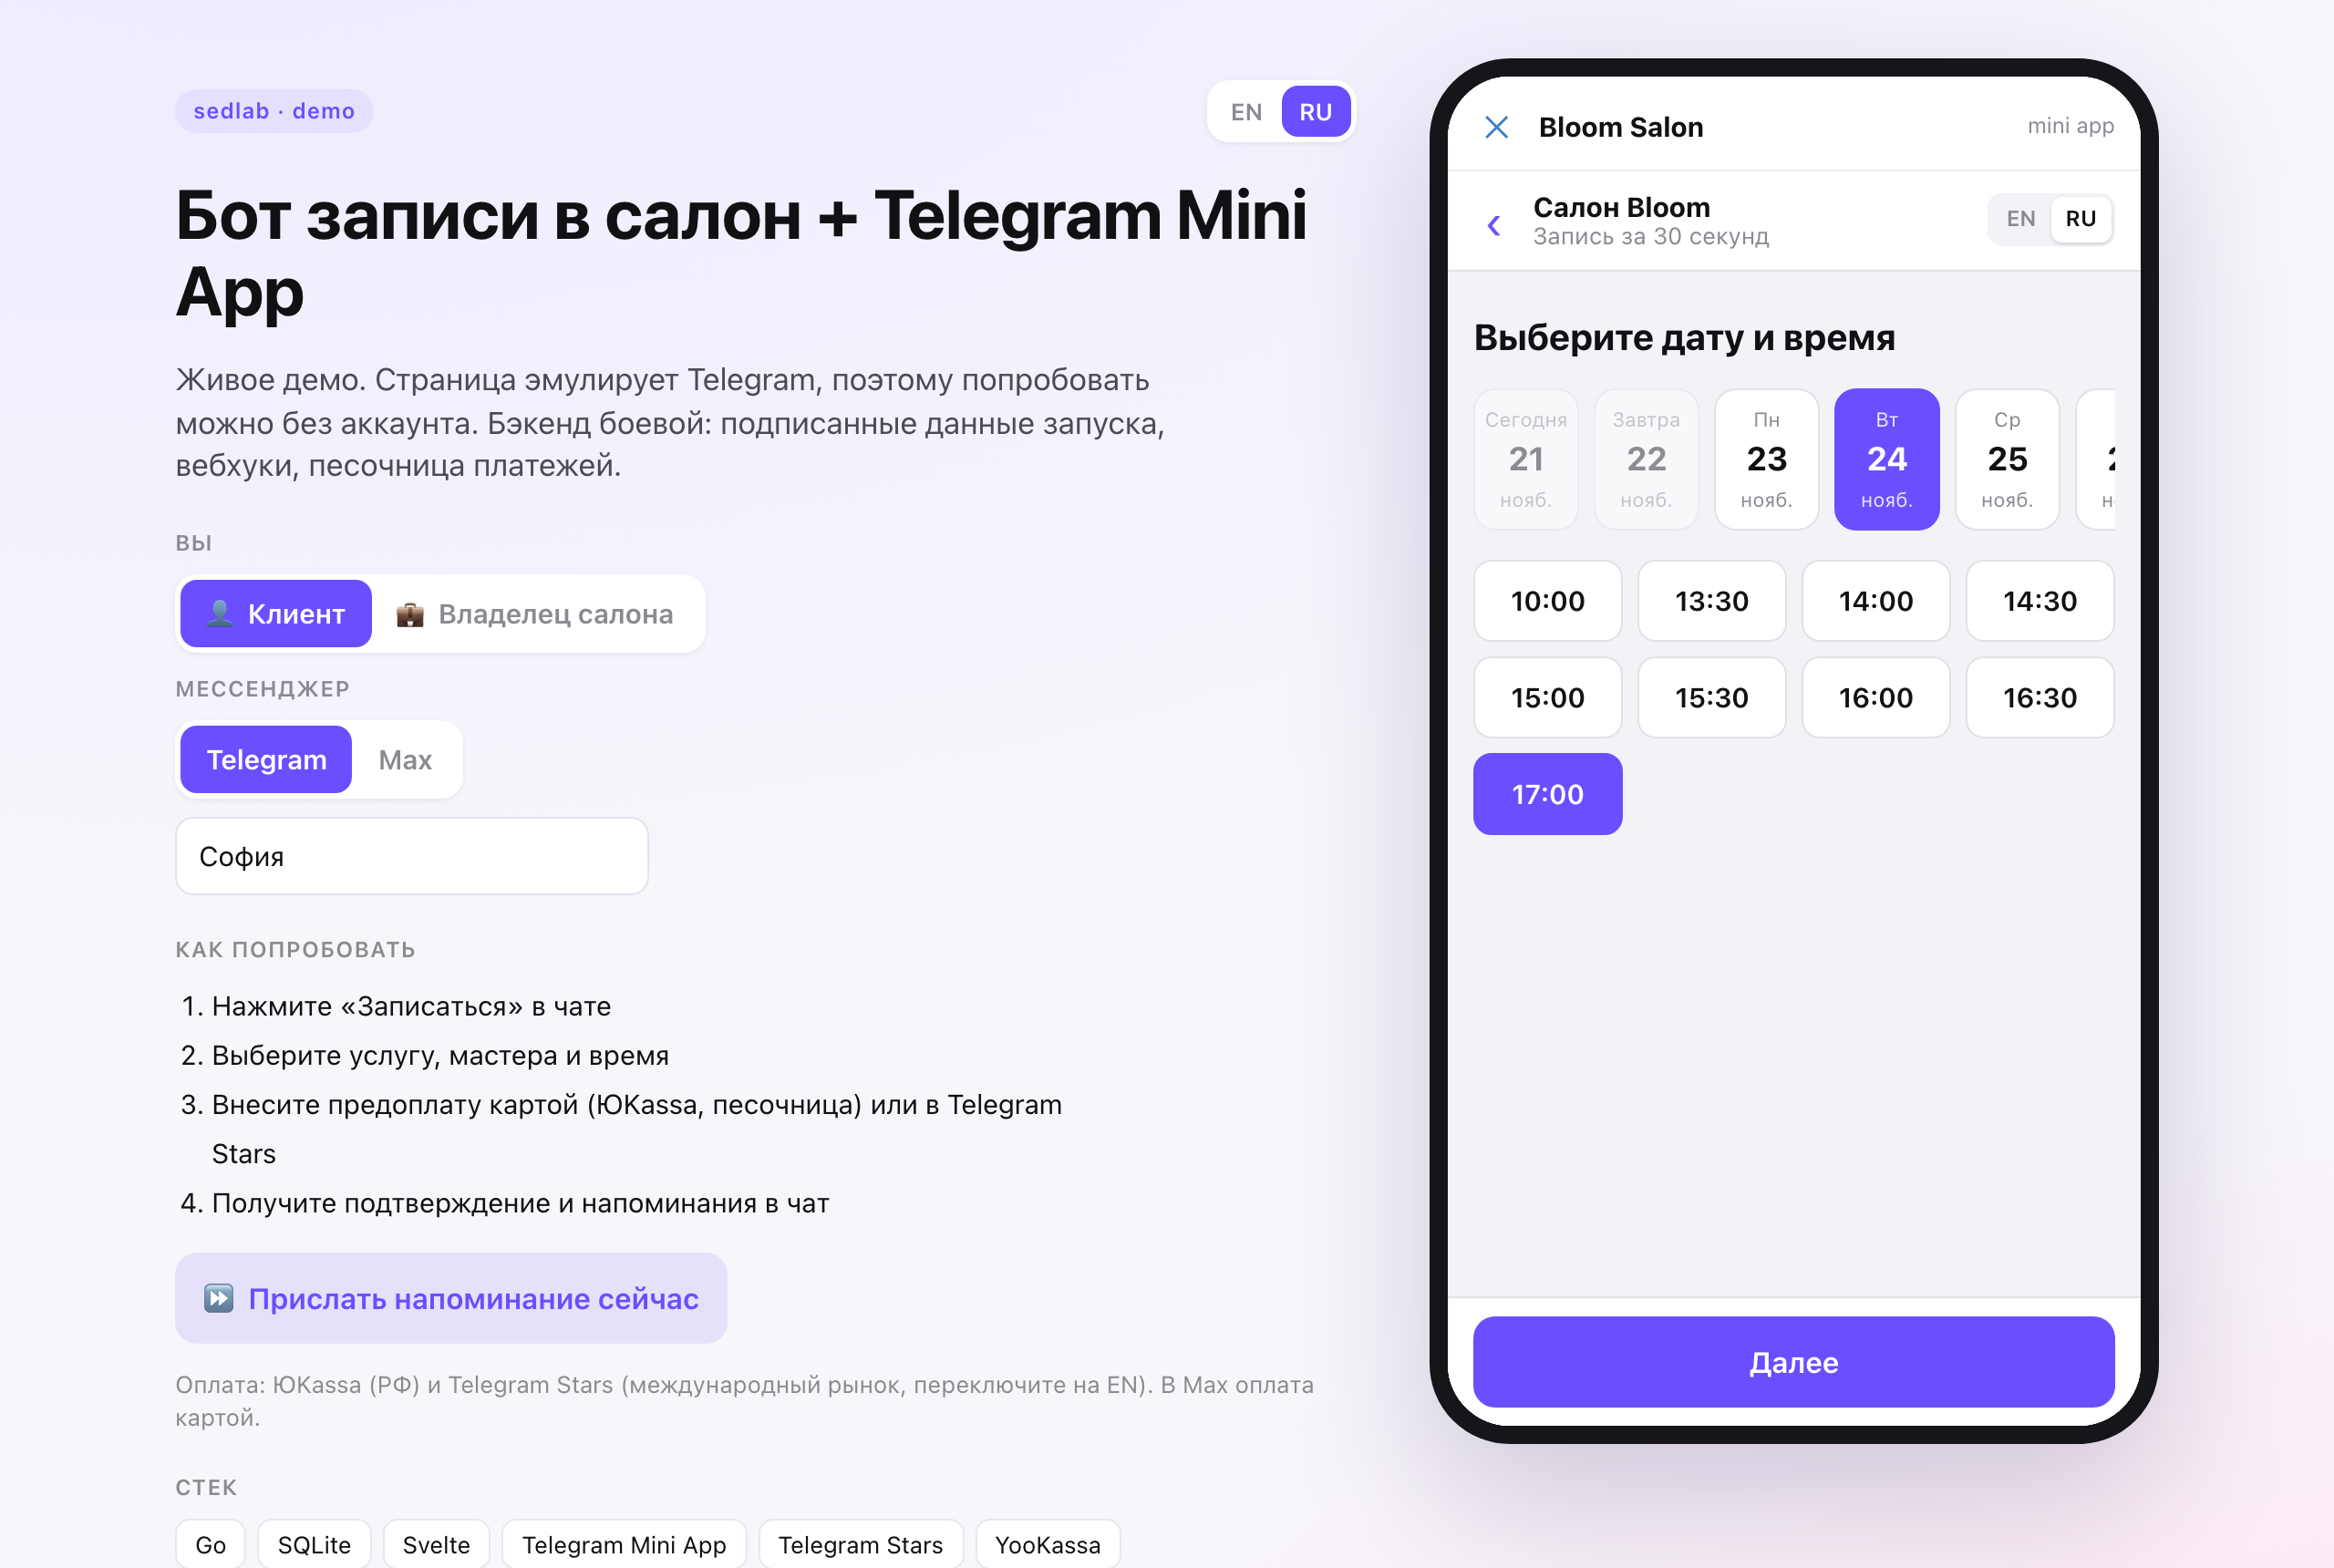 sedlab · demo
EN RU
Бот записи в салон + Telegram Mini
App
Живое демо. Страница эмулирует Telegram, поэтому попробовать
можно без аккаунта. Бэкенд боевой: подписанные данные запуска,
вебхуки, песочница платежей.
ВЫ
Клиент Владелец салона
МЕССЕНДЖЕР
Telegram Max
София
КАК ПОПРОБОВАТЬ
1. Нажмите «Записаться» в чате
2. Выберите услугу, мастера и время
3. Внесите предоплату картой (ЮKassa, песочница) или в Telegram
Stars
4. Получите подтверждение и напоминания в чат
Прислать напоминание сейчас
Оплата: ЮKassa (РФ) и Telegram Stars (международный рынок, переключите на EN). В Max оплата
картой.
СТЕК
Go SQLite Svelte Telegram Mini App Telegram Stars YooKassa
Bloom Salon mini app
Салон Bloom
Запись за 30 секунд
EN RU
Выберите дату и время
Сегодня Завтра Пн Вт Ср
21 22 23 24 25
нояб. нояб. нояб. нояб. нояб.
10:00 13:30 14:00 14:30
15:00 15:30 16:00 16:30
17:00
Далее